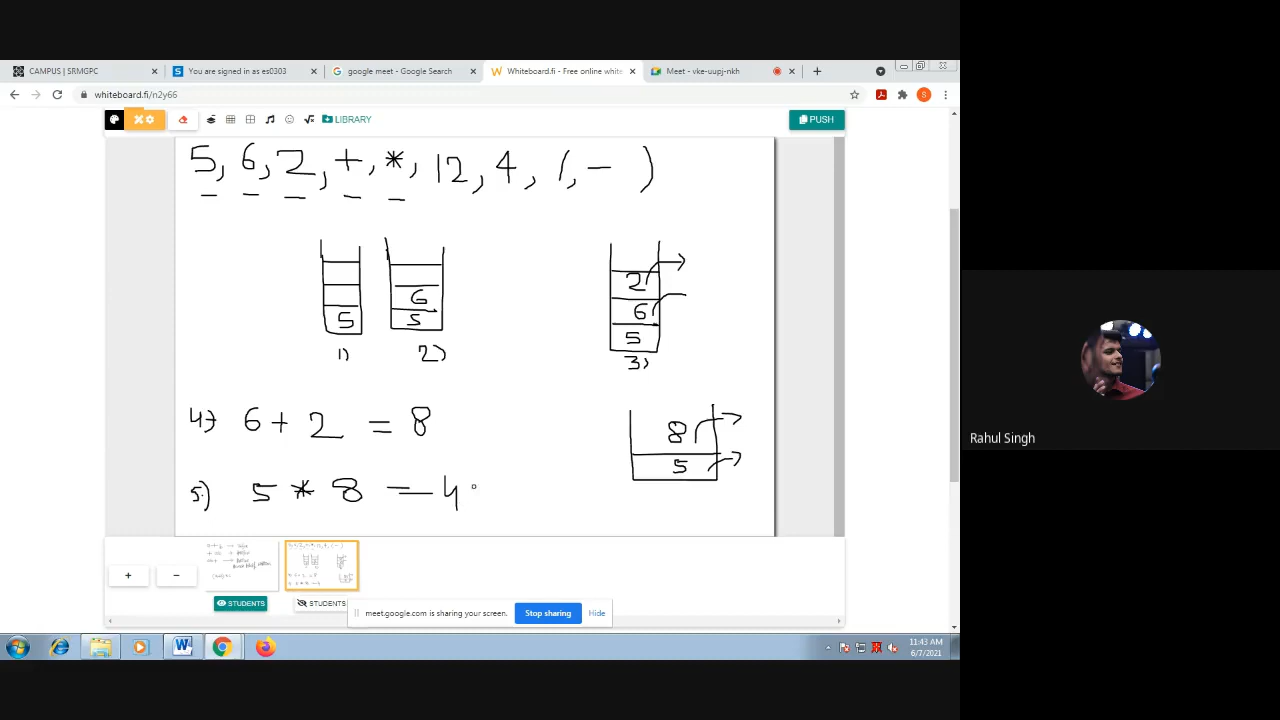 CAMPUS | SRMGPC
You are signed in as es0303
google meet - Google Search
Whiteboard.fi - Free online white
Meet - vke-uupj-nkh
whiteboard.fi/n2y66
LIBRARY
PUSH
5, 6, 2, +, *, 12, 4, /, - )
2
6
6
5
5
5
1)
2)
3)
4) 6 + 2 = 8
8
5
5.) 5 * 8 = 4
+
-
STUDENTS
STUDENTS
meet.google.com is sharing your screen.
Stop sharing
Hide
11:43 AM
6/7/2021
Rahul Singh